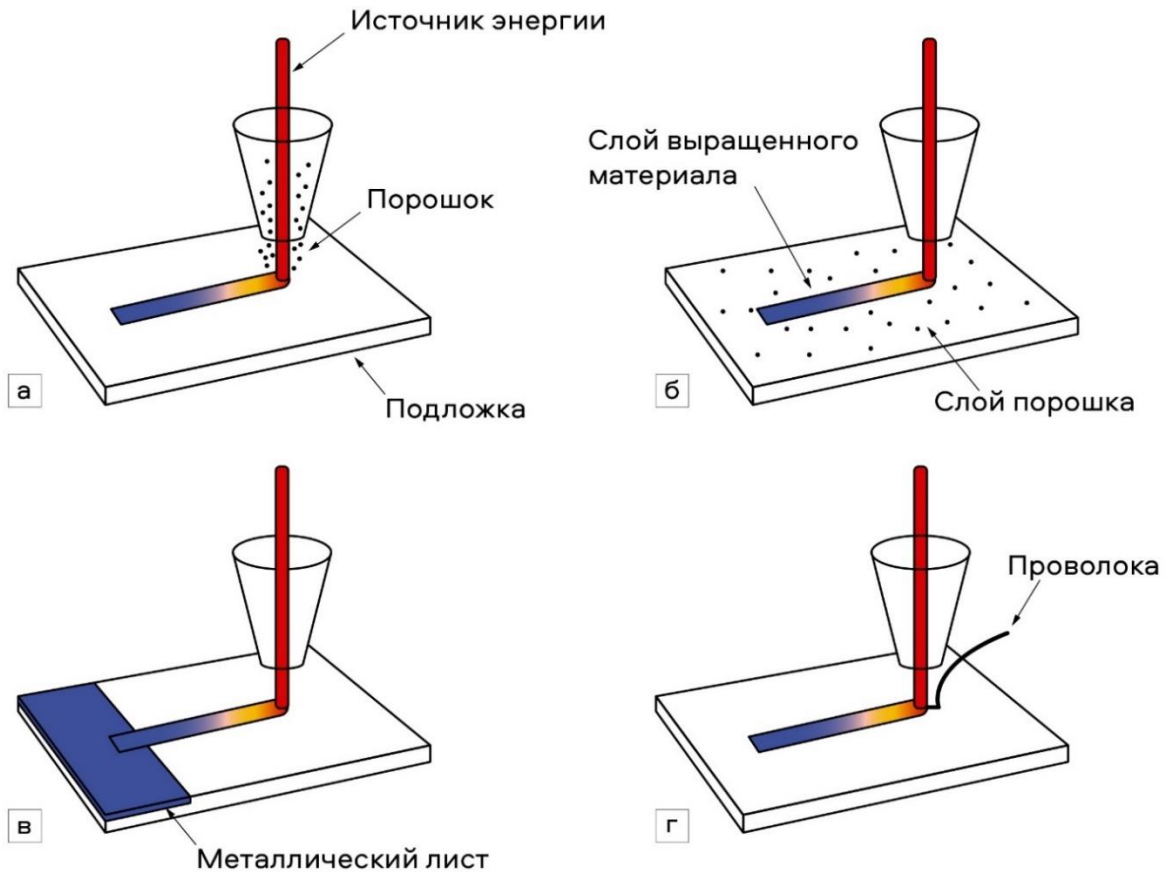 Источник энергии
Порошок
Подложка
а
Слой выращенного
материала
Слой порошка
б
Металлический лист
в
Проволока
г